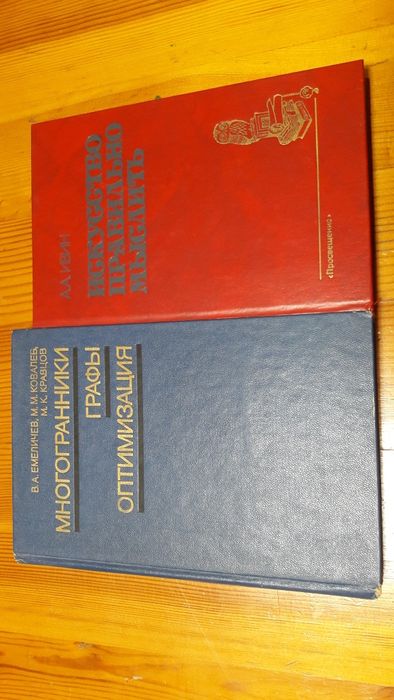 А.А.ИВИН
ИСКУССТВО
ПРАВИЛЬНО
МЫСЛИТЬ
«Просвещение»
В. А. ЕМЕЛИЧЕВ, М. М. КОВАЛЕВ,
М. К. КРАВЦОВ
МНОГОГРАННИКИ
ГРАФЫ
ОПТИМИЗАЦИЯ